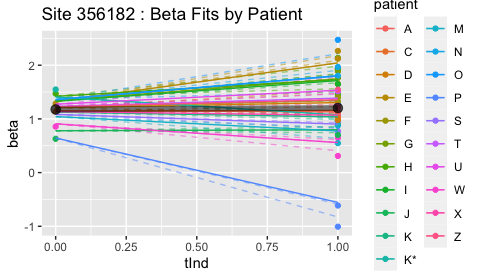 Site 356182 : Beta Fits by Patient
patient
A
C
D
E
F
G
H
I
J
K
K*
M
N
O
P
S
T
U
W
X
Z
beta
2
1
0
-1
0.00
0.25
0.50
0.75
1.00
tInd